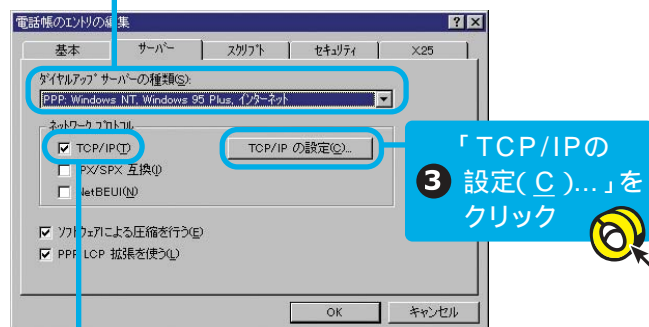 電話帳のエントリの編集
基本 サーバー スクリプト セキュリティ X.25
ダイヤルアップ サーバーの種類(S):
PPP: Windows NT, Windows 95 Plus, インターネット
ネットワーク プロトコル
TCP/IP(T)
TCP/IP の設定(C)...
IPX/SPX 互換(I)
NetBEUI(N)
ソフトウェアによる圧縮を行う(E)
PPP LCP 拡張を使う(L)
OK キャンセル
「TCP/IPの
3 設定( C )...」を
クリック